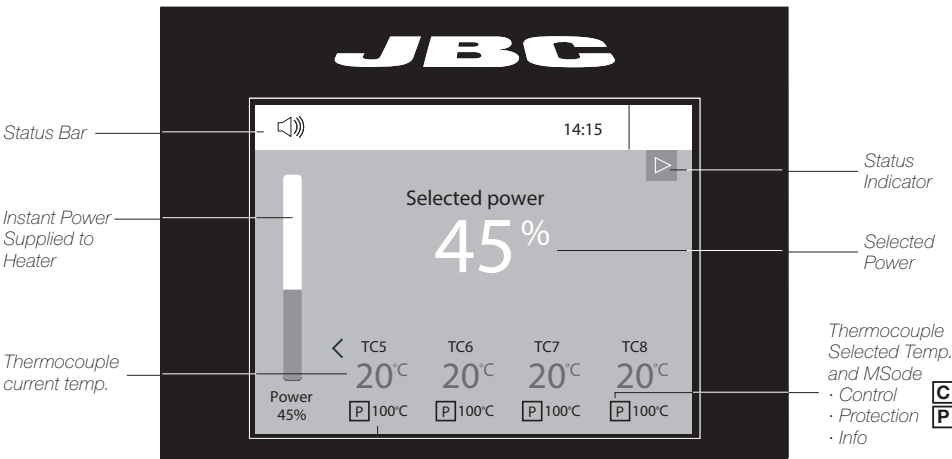 JBC
Status Bar
14:15
Status
Indicator
Instant Power
Supplied to
Heater
Selected power
45%
Selected
Power
Thermocouple
current temp.
TC5 TC6 TC7 TC8
20°C 20°C 20°C 20°C
P 100°C P 100°C P 100°C P 100°C
Power
45%
Thermocouple
Selected Temp.
and MSode
· Control C
· Protection P
· Info